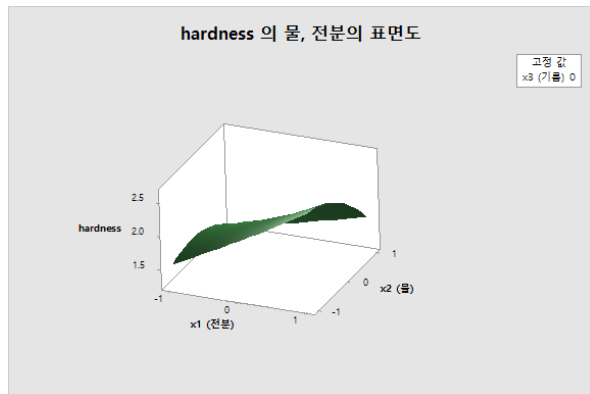 hardness 의 물, 전분의 표면도
고정 값
x3 (기름) 0
2.5
hardness
2.0
1.5
-1
0
1
x1 (전분)
-1
0
1
x2 (물)